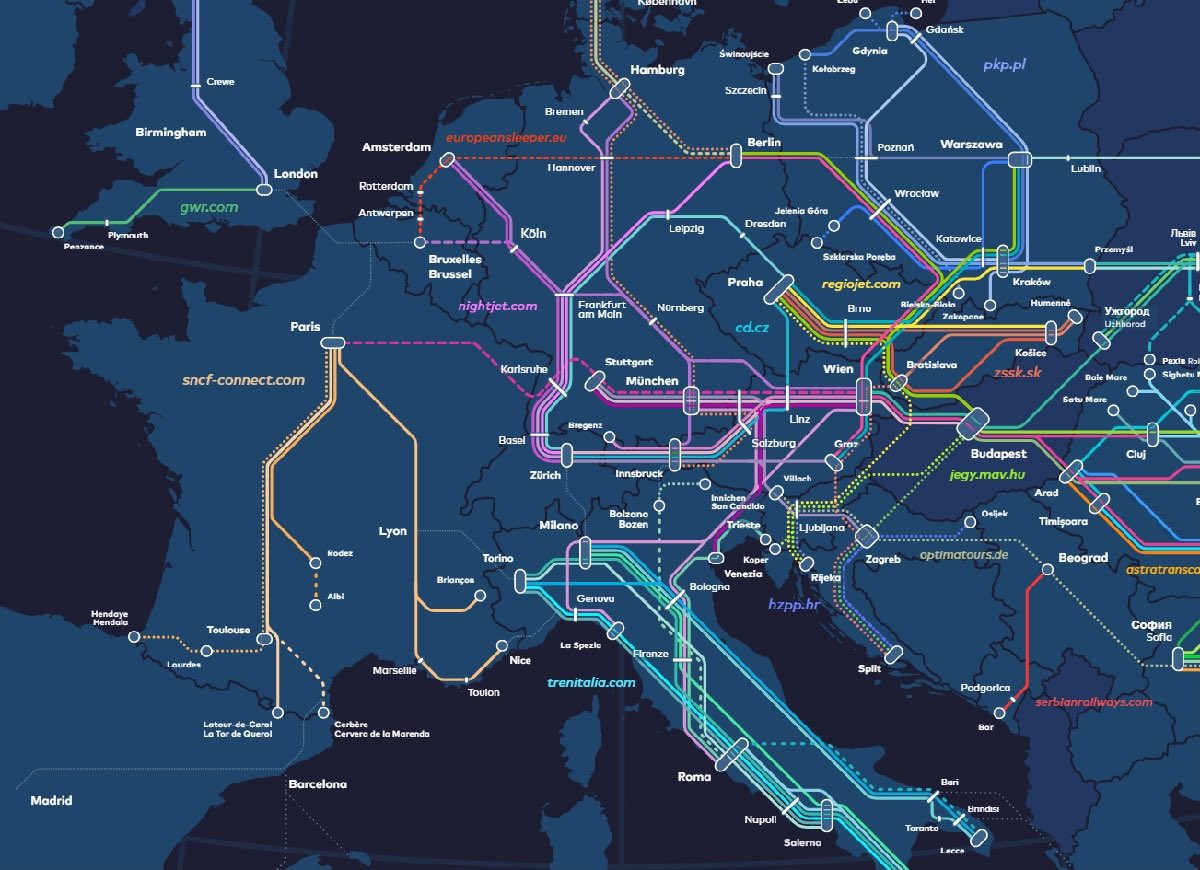 København
Hel
Gdańsk
Gdynia
Crewe
Świnoujście
Kołobrzeg
pkp.pl
Hamburg
Szczecin
Bremen
Birmingham
europeansleeper.eu
Amsterdam
Berlin
Poznań
Warszawa
Hannover
Lublin
London
Rotterdam
Wrocław
gwr.com
Antwerpen
Jelenia Góra
Plymouth
Penzance
Köln
Leipzig
Dresden
Katowice
Львів
Lviv
Przemyśl
Szklarska Poręba
Bruxelles
Brussel
Praha
regiojet.com
Kraków
nightjet.com
Frankfurt
am Main
Nürnberg
Bielsko-Biała
Zakopane
Humenné
Brno
Ужгород
Uzhhorod
Paris
cd.cz
Košice
Stuttgart
Karlsruhe
München
Wien
Bratislava
zssk.sk
Sighetu
sncf-connect.com
Baia Mare
Satu Mare
Linz
Bregenz
Basel
Salzburg
Graz
Budapest
Cluj
Zürich
Innsbruck
Villach
jegy.mav.hu
Arad
Innichen
San Candido
Bolzano
Bozen
Milano
Trieste
Ljubljana
Osijek
Timișoara
Lyon
Torino
Koper
Zagreb
optimatours.de
Beograd
Rodez
Venezia
Rijeka
astratransca
Briançon
Bologna
Albi
Genova
hzpp.hr
Hendaye
Hendaia
Toulouse
София
Sofia
La Spezia
Firenze
Lourdes
Nice
Split
Marseille
trenitalia.com
Toulon
Podgorica
serbianrailways.com
Latour-de-Carol
La Tor de Querol
Cerbère
Cervera de la Marenda
Bar
Roma
Barcelona
Bari
Madrid
Brindisi
Napoli
Taranto
Salerno
Lecce